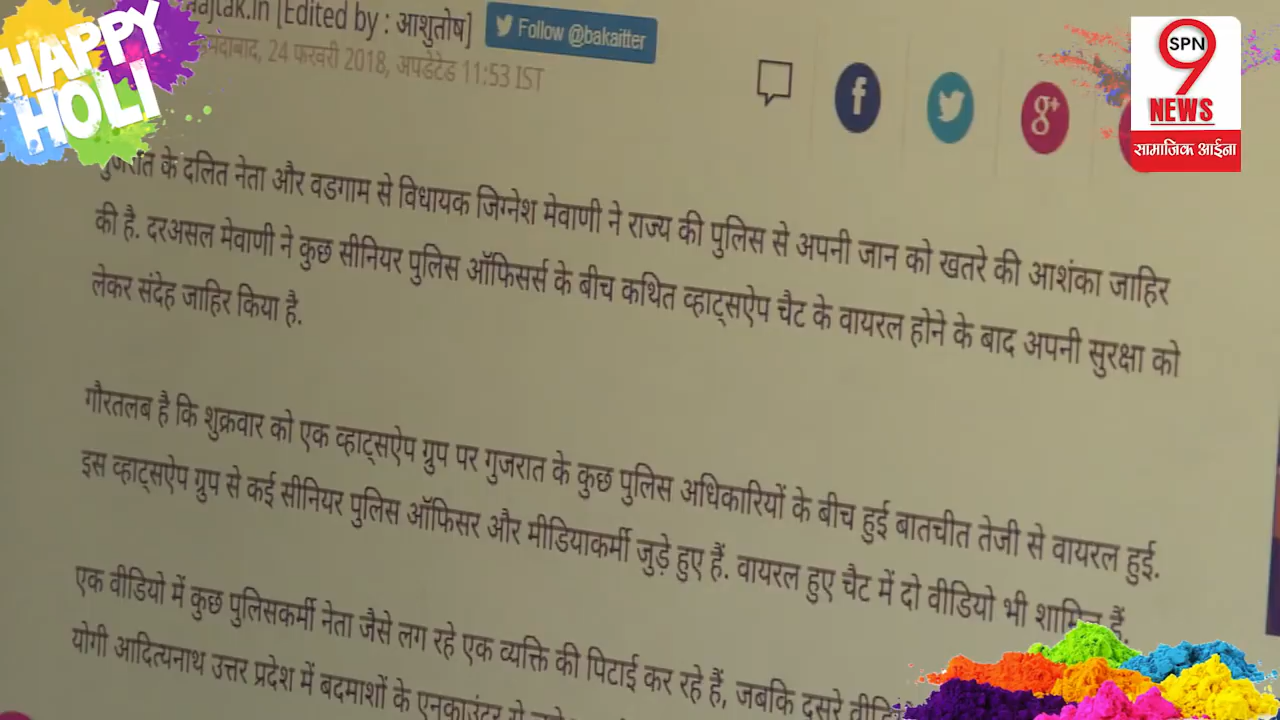 HAPPY
HOLI
[Edited by : आशुतोष]
Follow @bakaitter
24 फरवरी 2018, अपडेटेड 11:53 IST
f
g+
SPN
9
NEWS
सामाजिक आईना
गुजरात के दलित नेता और वडगाम से विधायक जिग्नेश मेवाणी ने राज्य की पुलिस से अपनी जान को खतरे की आशंका जाहिर
की है. दरअसल मेवाणी ने कुछ सीनियर पुलिस ऑफिसर्स के बीच कथित व्हाट्सऐप चैट के वायरल होने के बाद अपनी सुरक्षा को
लेकर संदेह जाहिर किया है.
गौरतलब है कि शुक्रवार को एक व्हाट्सऐप ग्रुप पर गुजरात के कुछ पुलिस अधिकारियों के बीच हुई बातचीत तेजी से वायरल हुई.
इस व्हाट्सऐप ग्रुप से कई सीनियर पुलिस ऑफिसर और मीडियाकर्मी जुड़े हुए हैं. वायरल हुए चैट में दो वीडियो भी शामिल हैं.
एक वीडियो में कुछ पुलिसकर्मी नेता जैसे लग रहे एक व्यक्ति की पिटाई कर रहे हैं, जबकि दूसरे
योगी आदित्यनाथ उत्तर प्रदेश में बदमाशों के एनकाउंटर